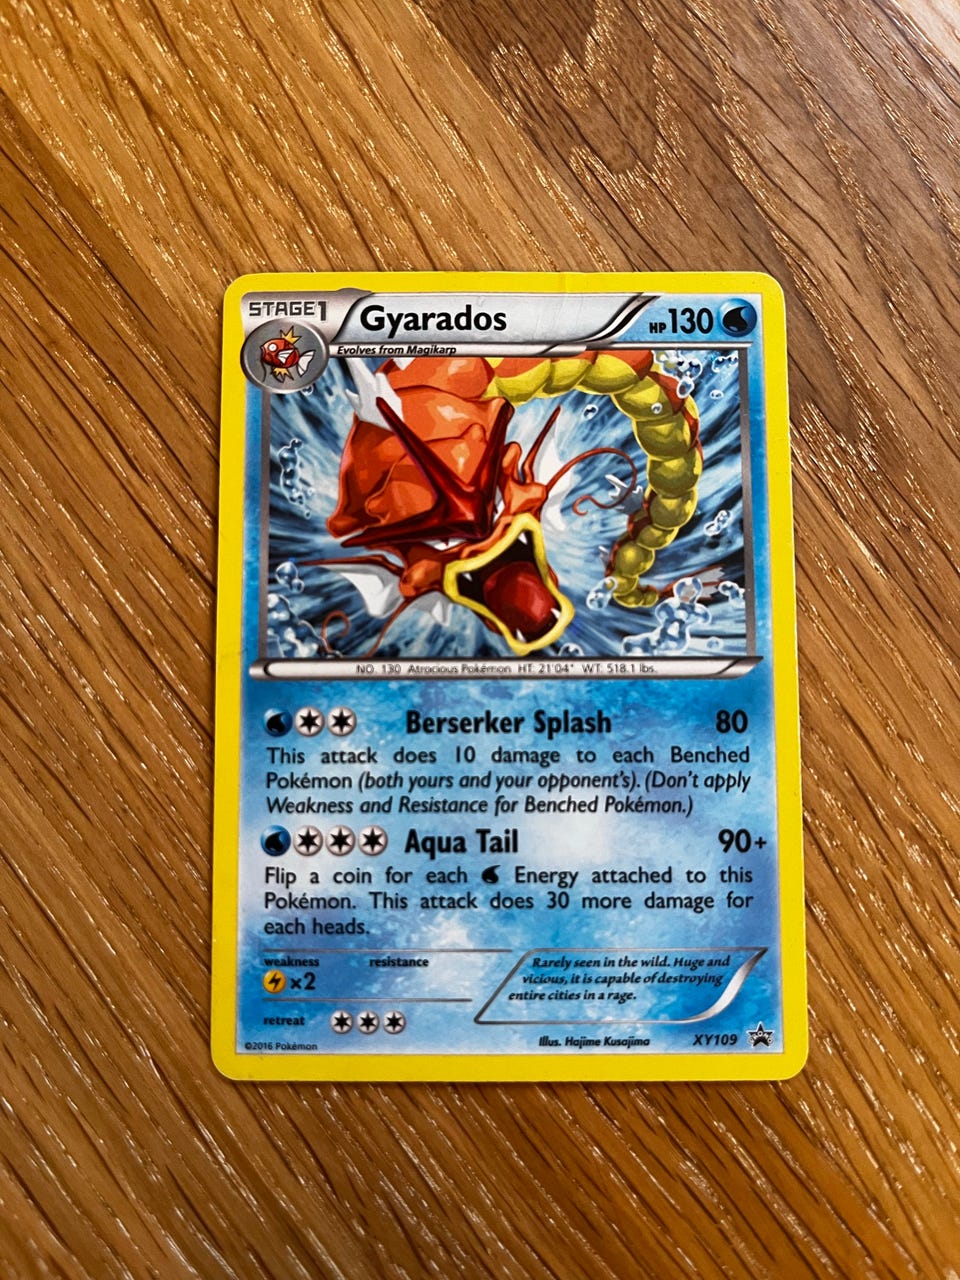 STAGE1 Gyarados HP 130
Evolves from Magikarp
NO. 130 Atrocious Pokémon HT: 21'04" WT: 518.1 lbs.
Berserker Splash 80
This attack does 10 damage to each Benched
Pokémon (both yours and your opponent's). (Don't apply
Weakness and Resistance for Benched Pokémon.)
Aqua Tail 90+
Flip a coin for each Energy attached to this
Pokémon. This attack does 30 more damage for
each heads.
weakness resistance
×2
Rarely seen in the wild. Huge and
vicious, it is capable of destroying
entire cities in a rage.
retreat
©2016 Pokémon
Illus. Hajime Kusajima
XY109